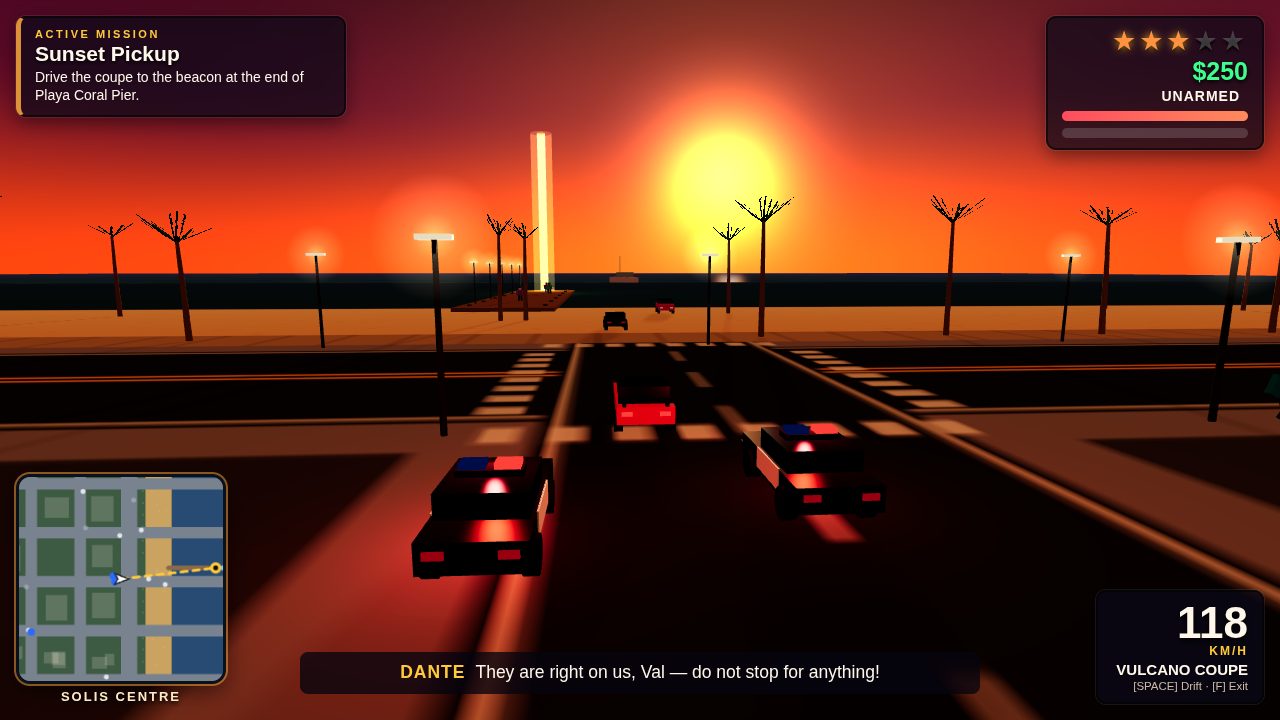 ACTIVE MISSION
Sunset Pickup
Drive the coupe to the beacon at the end of
Playa Coral Pier.
$250
UNARMED
SOLIS CENTRE
DANTE They are right on us, Val — do not stop for anything!
118
KM/H
VULCANO COUPE
[SPACE] Drift · [F] Exit